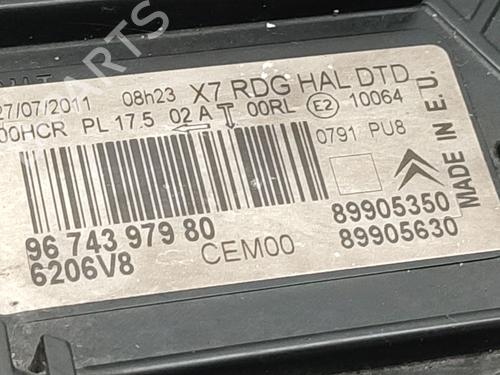 27/07/2011 08h23 X7 RDG HAL DTD
00HCR PL 17.5 02 A 00RL E2 10064
0791 PU8
MADE IN E.U.
89905350
89905630
96 743 979 80
6206V8
CEM00